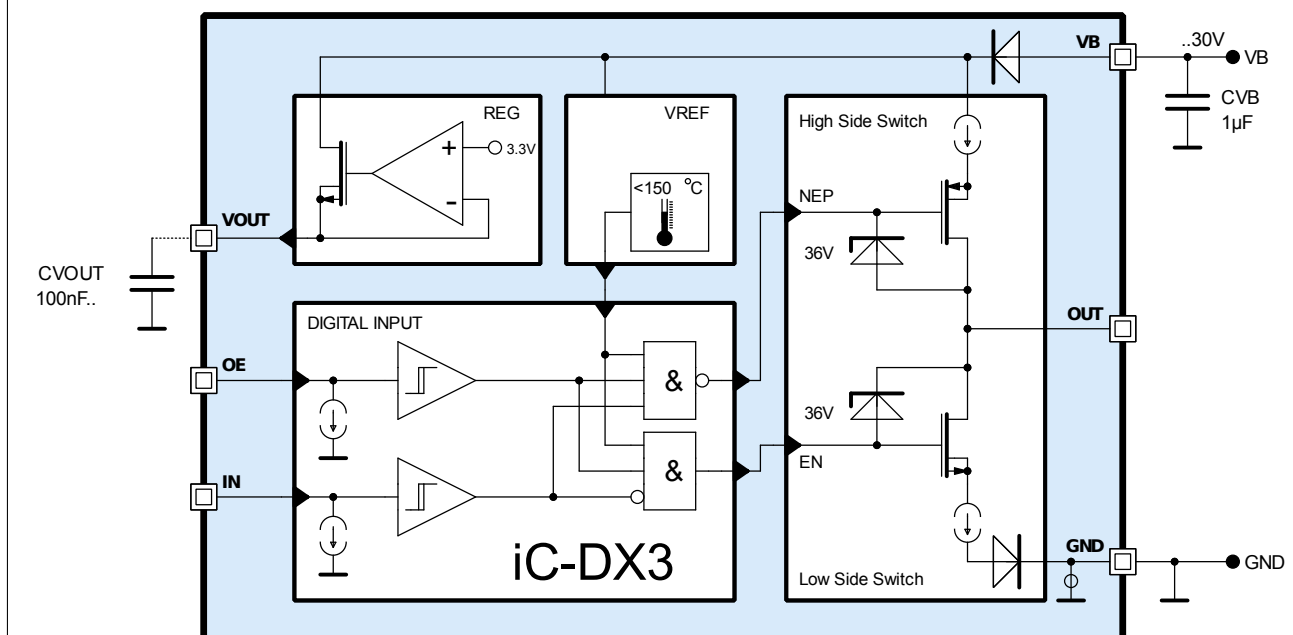 VB
..30V
VB
REG
VREF
High Side Switch
CVB
1µF
+
3.3V
<150 °C
-
NEP
VOUT
36V
CVOUT
100nF..
DIGITAL INPUT
OUT
OE
&
36V
EN
IN
&
iC-DX3
GND
GND
Low Side Switch